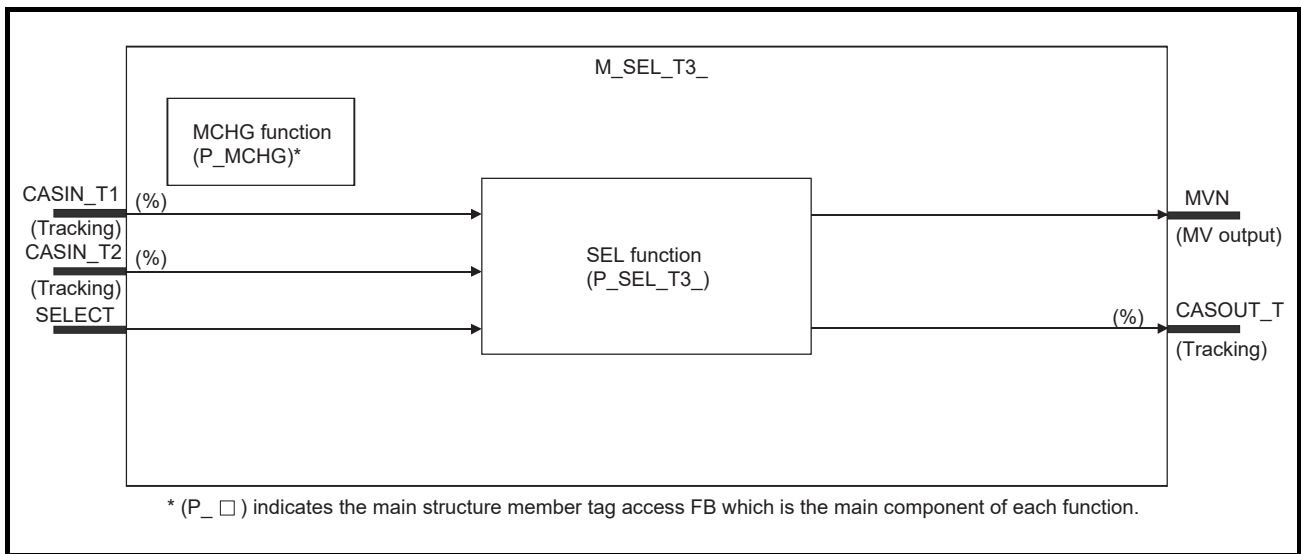 M_SEL_T3_
MCHG function
(P_MCHG)*
CASIN_T1
(%)
(Tracking)
CASIN_T2
(%)
(Tracking)
SELECT
SEL function
(P_SEL_T3_)
MVN
(MV output)
(%)
CASOUT_T
(Tracking)
* (P_ □ ) indicates the main structure member tag access FB which is the main component of each function.